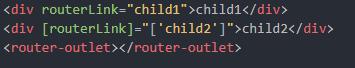 <div routerLink="child1">child1</div>
<div [routerLink]="['child2']">child2</div>
<router-outlet></router-outlet>